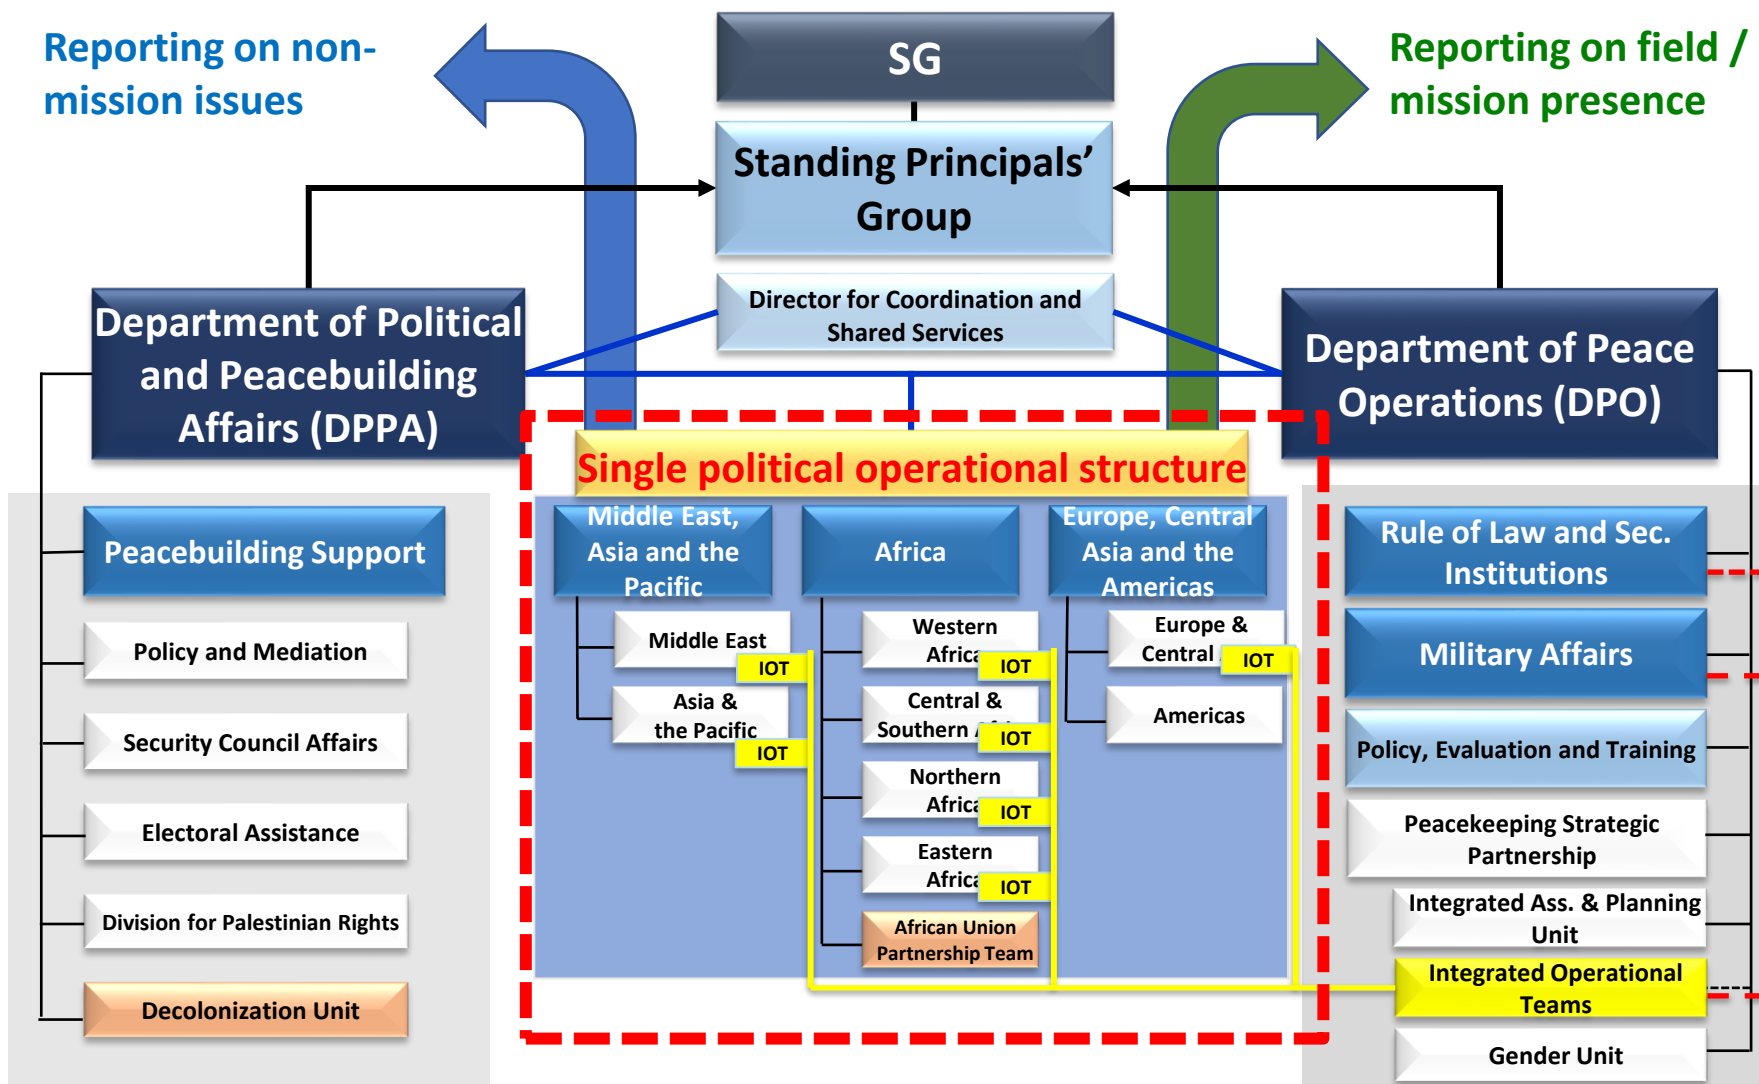 Reporting on non-
mission issues
SG
Reporting on field /
mission presence
Standing Principals'
Group
Director for Coordination and
Shared Services
Department of Political
and Peacebuilding
Affairs (DPPA)
Department of Peace
Operations (DPO)
Single political operational structure
Peacebuilding Support
Policy and Mediation
Security Council Affairs
Electoral Assistance
Division for Palestinian Rights
Decolonization Unit
Middle East,
Asia and the
Pacific
Middle East
IOT
Asia &
the Pacific
IOT
Africa
Western
Africa
IOT
Central &
Southern
IOT
Northern
Africa
IOT
Eastern
Africa
IOT
African Union
Partnership Team
Europe, Central
Asia and the
Americas
Europe &
Central
IOT
Americas
Rule of Law and Sec.
Institutions
Military Affairs
Policy, Evaluation and Training
Peacekeeping Strategic
Partnership
Integrated Ass. & Planning
Unit
Integrated Operational
Teams
Gender Unit